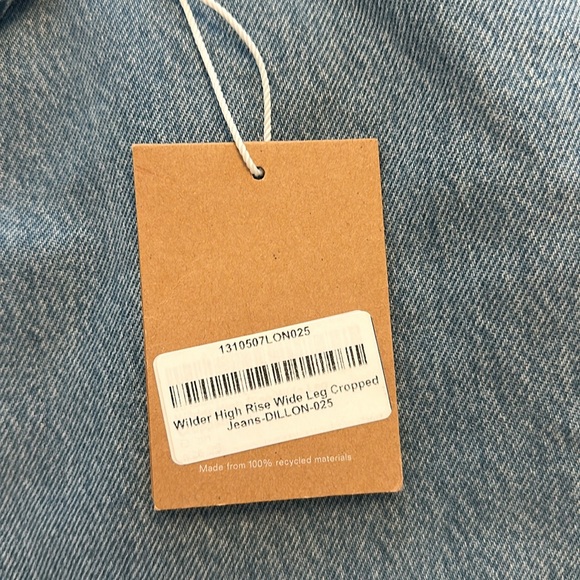 1310507LON025
Wilder High Rise Wide Leg Cropped
Jeans-DILLON-025
Made from 100% recycled materials